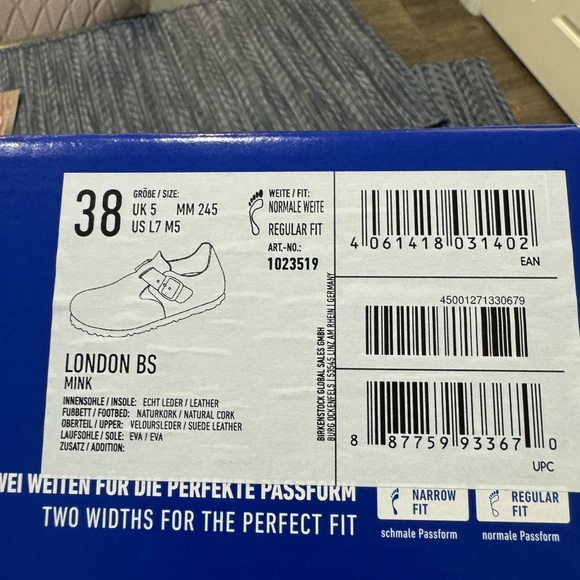 38
GRÖßE / SIZE:
UK 5 MM 245
US L7 M5
WEITE / FIT:
NORMALE WEITE
REGULAR FIT
ART.-NO.:
1023519
LONDON BS
MINK
INNENSOHLE / INSOLE: ECHT LEDER / LEATHER
FUßBETT / FOOTBED: NATURKORK / NATURAL CORK
OBERTEIL / UPPER: VELOURSLEDER / SUEDE LEATHER
LAUFSOHLE / SOLE: EVA / EVA
ZUSATZ / ADDITION:
BIRKENSTOCK GLOBAL SALES GMBH
BURG OCKENFELS | 53545 LINZ AM RHEIN | GERMANY
4 061418 031402
EAN
45001271330679
8 87759 93367 0
UPC
WEI WEITEN FÜR DIE PERFEKTE PASSFORM
TWO WIDTHS FOR THE PERFECT FIT
NARROW
FIT
schmale Passform
REGULAR
FIT
normale Passform